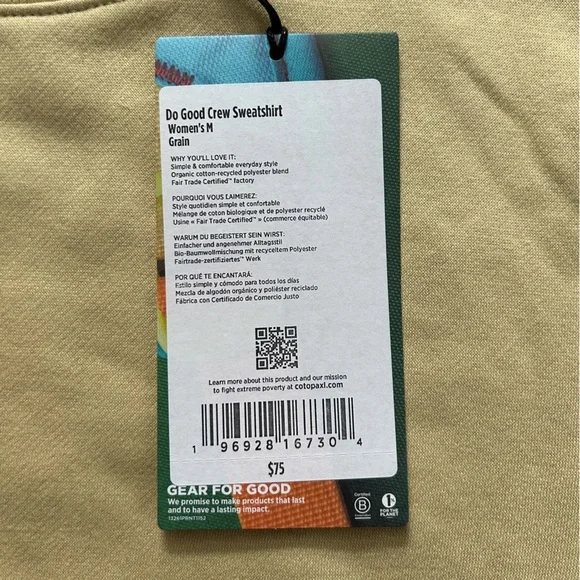 Do Good Crew Sweatshirt
Women's M
Grain
WHY YOU'LL LOVE IT:
Simple & comfortable everyday style
Organic cotton-recycled polyester blend
Fair Trade Certified™ factory
POURQUOI VOUS L'AIMEREZ:
Style quotidien simple et confortable
Mélange de coton biologique et de polyester recyclé
Usine « Fair Trade Certified™ » (commerce équitable)
WARUM DU BEGEISTERT SEIN WIRST:
Einfacher und angenehmer Alltagsstil
Bio-Baumwollmischung mit recyceltem Polyester
Fairtrade-zertifiziertes™ Werk
POR QUÉ TE ENCANTARÁ:
Estilo simple y cómodo para todos los días
Mezcla de algodón orgánico y poliéster reciclado
Fábrica con Certificado de Comercio Justo
Learn more about this product and our mission
to fight extreme poverty at cotopaxi.com
1 96928 16730 4
$75
GEAR FOR GOOD
We promise to make products that last
and to have a lasting impact.
12261PRNT1152
Certified
B
Corporation
1%
FOR THE
PLANET